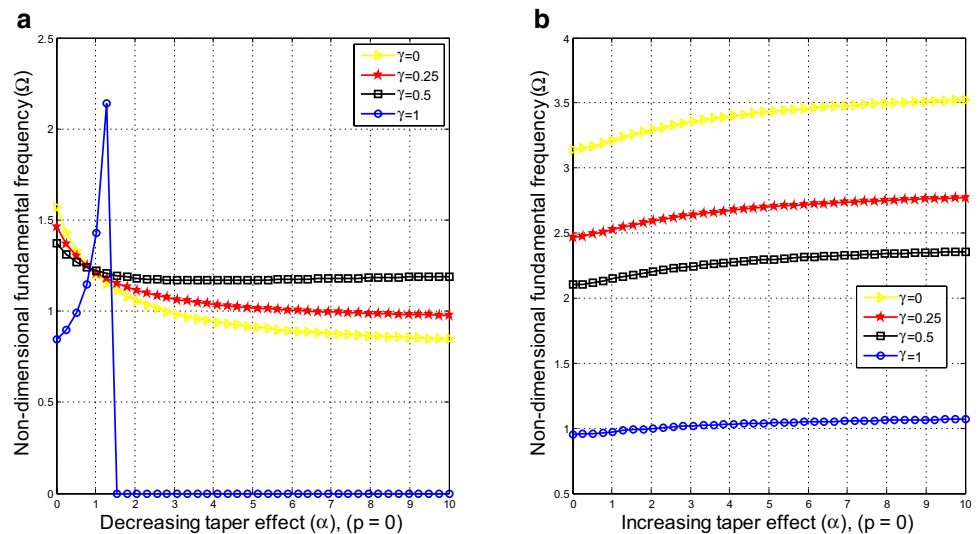 a
Non-dimensional fundamental frequency (Ω)
2.5
2
1.5
1
0.5
0
0 1 2 3 4 5 6 7 8 9 10
Decreasing taper effect (α), (p = 0)
γ=0
γ=0.25
γ=0.5
γ=1
b
Non-dimensional fundamental frequency (Ω)
4
3.5
3
2.5
2
1.5
1
0.5
0 1 2 3 4 5 6 7 8 9 10
Increasing taper effect (α), (p = 0)
γ=0
γ=0.25
γ=0.5
γ=1